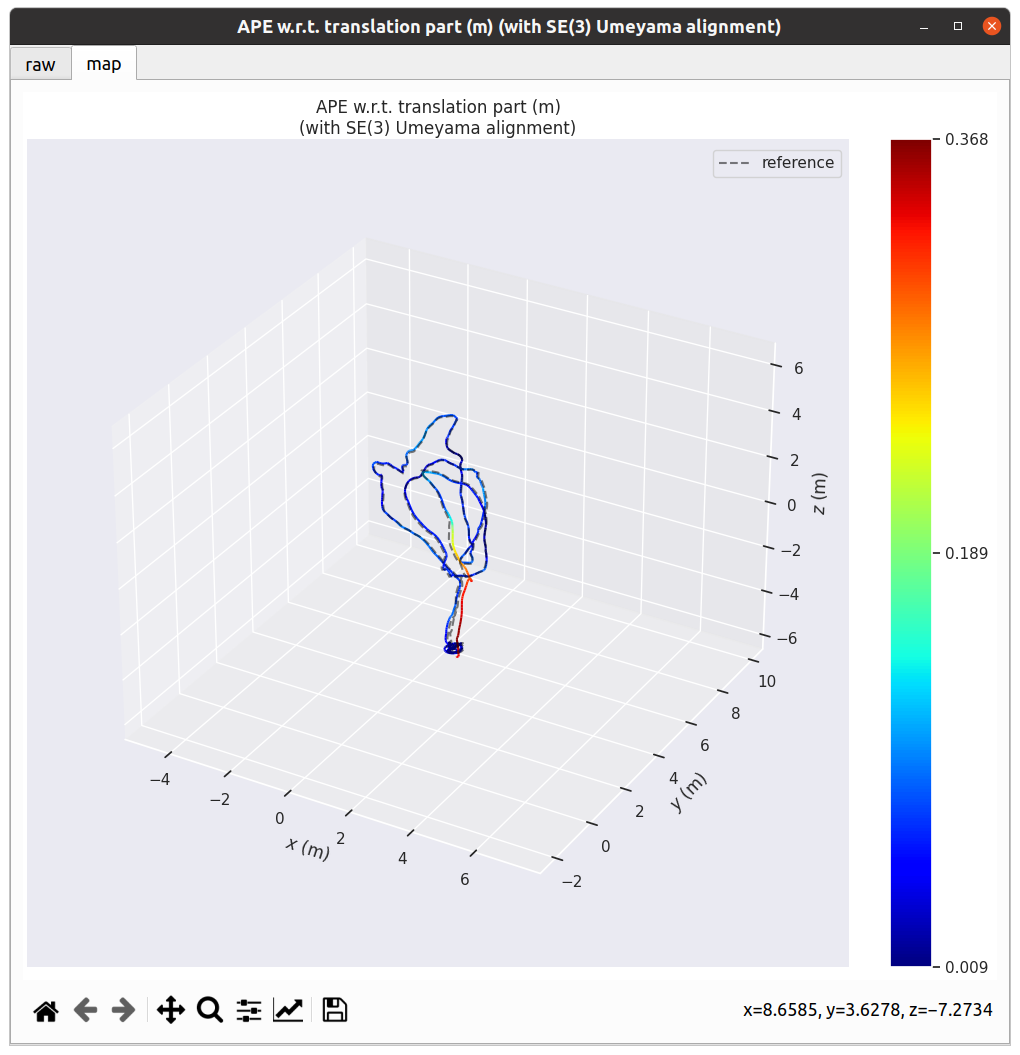 APE w.r.t. translation part (m) (with SE(3) Umeyama alignment)
raw
map
APE w.r.t. translation part (m)
(with SE(3) Umeyama alignment)
reference
0.368
0.189
0.009
6
4
2
0
−2
−4
−6
z (m)
10
8
6
4
2
0
−2
y (m)
−4
−2
0
2
4
6
x (m)
x=8.6585, y=3.6278, z=−7.2734